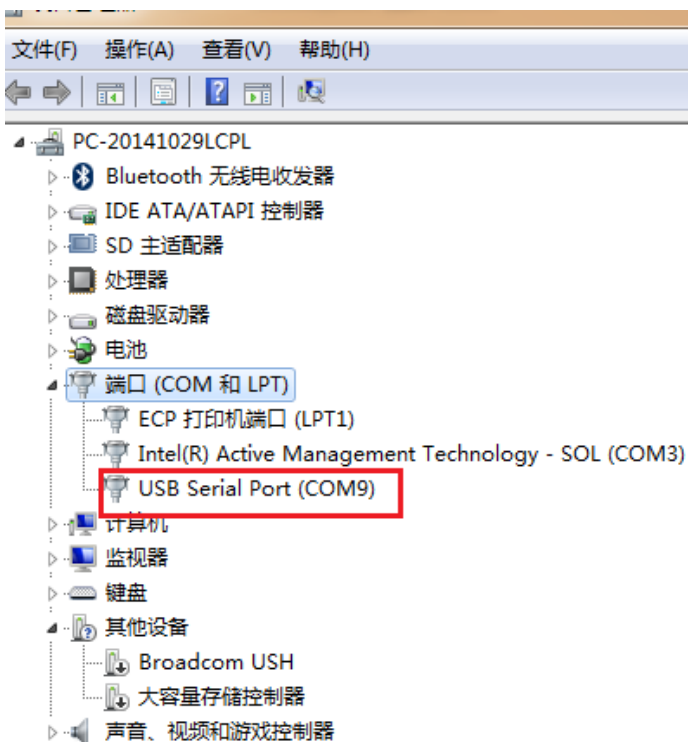 文件(F) 操作(A) 查看(V) 帮助(H)
PC-20141029LCPL
Bluetooth 无线电收发器
IDE ATA/ATAPI 控制器
SD 主适配器
处理器
磁盘驱动器
电池
端口 (COM 和 LPT)
ECP 打印机端口 (LPT1)
Intel(R) Active Management Technology - SOL (COM3)
USB Serial Port (COM9)
计算机
监视器
键盘
其他设备
Broadcom USH
大容量存储控制器
声音、视频和游戏控制器